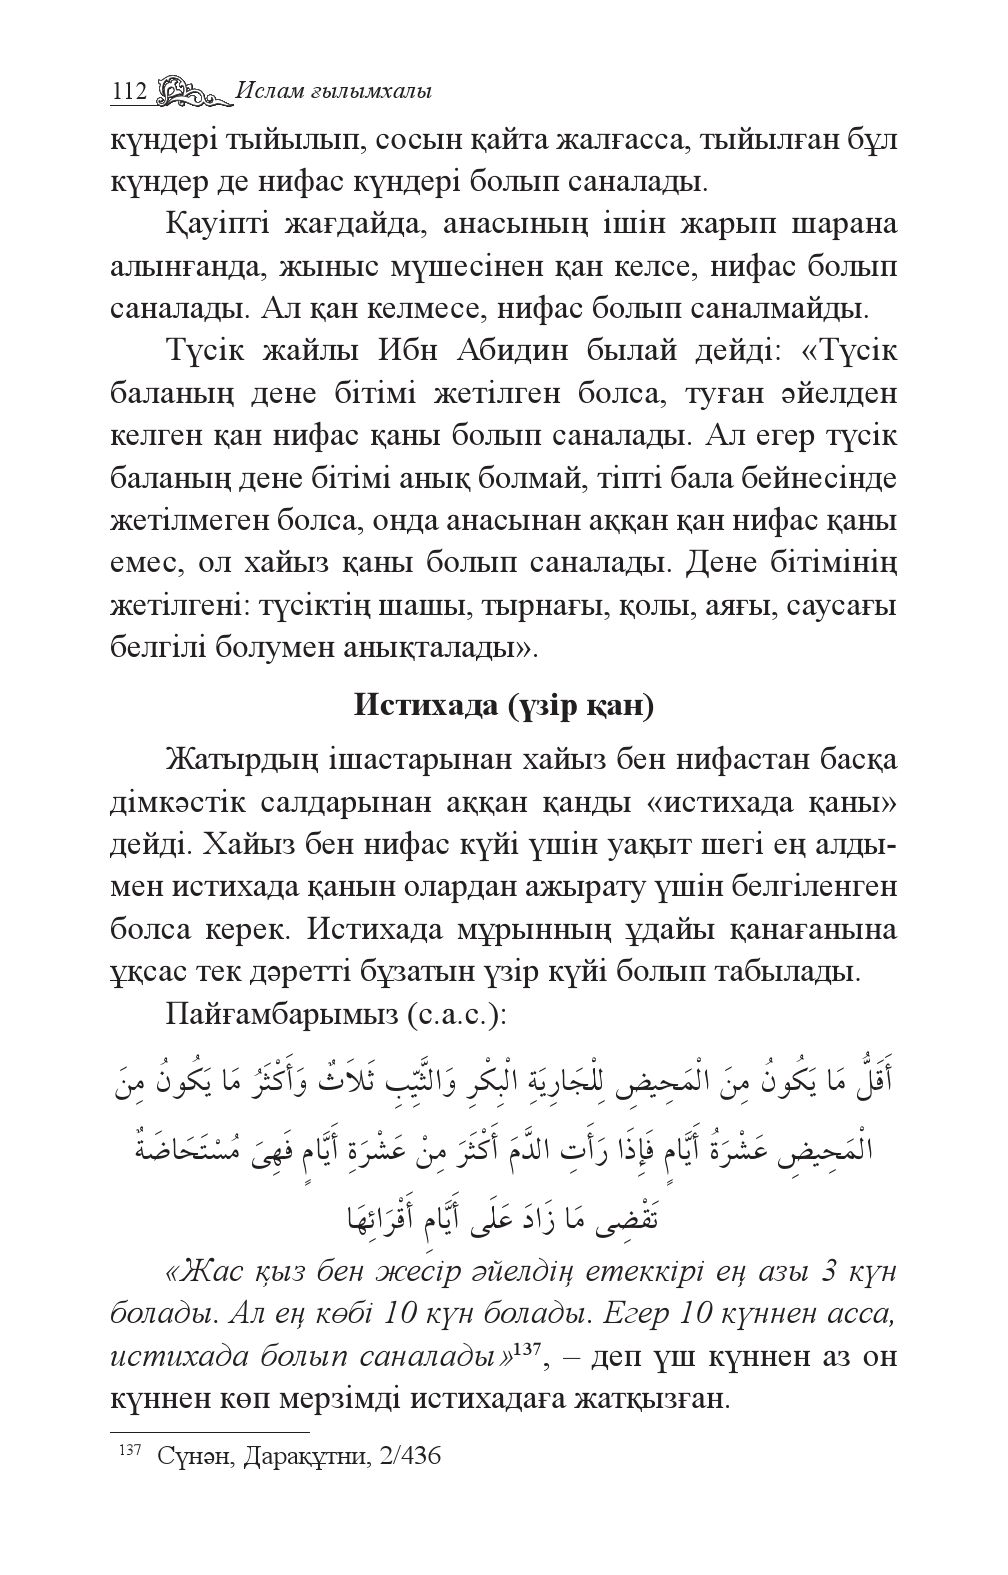 112 Ислам ғылымхалы
күндері тыйылып, сосын қайта жалғасса, тыйылған бұл
күндер де нифас күндері болып саналады.
Қауіпті жағдайда, анасының ішін жарып шарана
алынғанда, жыныс мүшесінен қан келсе, нифас болып
саналады. Ал қан келмесе, нифас болып саналмайды.
Түсік жайлы Ибн Абидин былай дейді: «Түсік
баланың дене бітімі жетілген болса, туған әйелден
келген қан нифас қаны болып саналады. Ал егер түсік
баланың дене бітімі анық болмай, тіпті бала бейнесінде
жетілмеген болса, онда анасынан аққан қан нифас қаны
емес, ол хайыз қаны болып саналады. Дене бітімінің
жетілгені: түсіктің шашы, тырнағы, қолы, аяғы, саусағы
белгілі болумен анықталады».
Истихада (үзір қан)
Жатырдың ішастарынан хайыз бен нифастан басқа
дімкәстік салдарынан аққан қанды «истихада қаны»
дейді. Хайыз бен нифас күйі үшін уақыт шегі ең алды-
мен истихада қанын олардан ажырату үшін белгіленген
болса керек. Истихада мұрынның ұдайы қанағанына
ұқсас тек дәретті бұзатын үзір күйі болып табылады.
Пайғамбарымыз (с.а.с.):
أَقَلُّ مَا يَكُونُ مِنَ الْمَحِيضِ لِلْجَارِيَةِ الْبِكْرِ وَالثَّيِّبِ ثَلاَثٌ وَأَكْثَرُ مَا يَكُونُ مِنَ
الْمَحِيضِ عَشْرَةُ أَيَّامٍ فَإِذَا رَأَتِ الدَّمَ أَكْثَرَ مِنْ عَشْرَةِ أَيَّامٍ فَهِىَ مُسْتَحَاضَةٌ
تَقْضِى مَا زَادَ عَلَى أَيَّامِ أَقْرَائِهَا
«Жас қыз бен жесір әйелдің етеккірі ең азы 3 күн
болады. Ал ең көбі 10 күн болады. Егер 10 күннен асса,
истихада болып саналады»137, – деп үш күннен аз он
күннен көп мерзімді истихадаға жатқызған.
137 Сүнән, Дарақұтни, 2/436